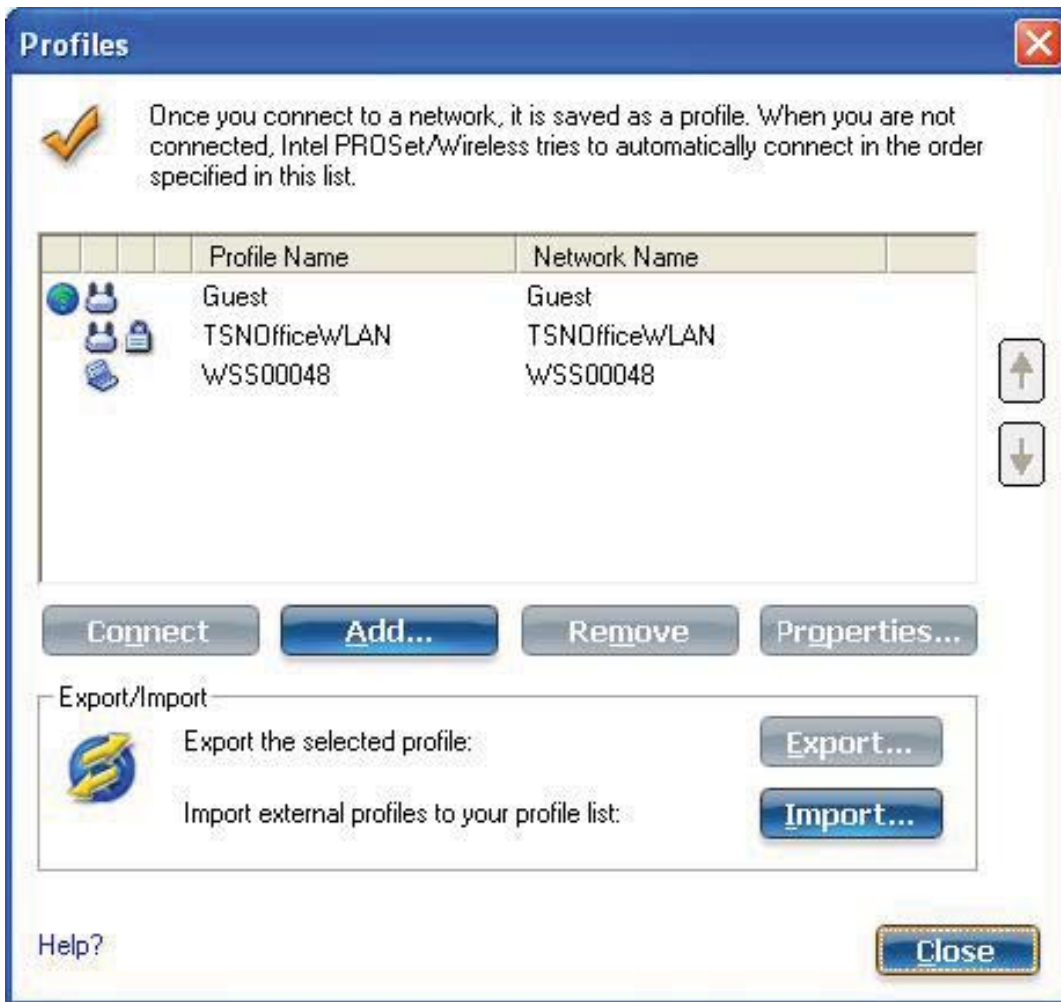 Profiles
Once you connect to a network, it is saved as a profile. When you are not
connected, Intel PROSet/Wireless tries to automatically connect in the order
specified in this list.
Profile Name Network Name
Guest Guest
TSNOfficeWLAN TSNOfficeWLAN
WSS00048 WSS00048
Connect Add... Remove Properties...
Export/Import
Export the selected profile: Export...
Import external profiles to your profile list: Import...
Help? Close